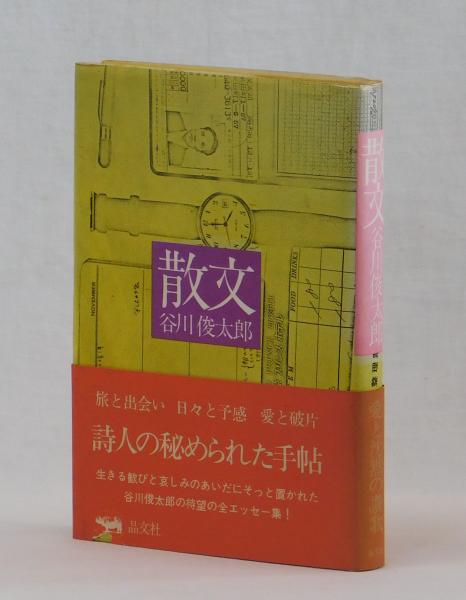 散文
谷川俊太郎
旅と出会い 日々と予感 愛と破片
詩人の秘められた手帖
生きる歓びと哀しみのあいだにそっと置かれた
谷川俊太郎の待望の全エッセー集!
晶文社
散文
谷川俊太郎
FOOD
DRINKS